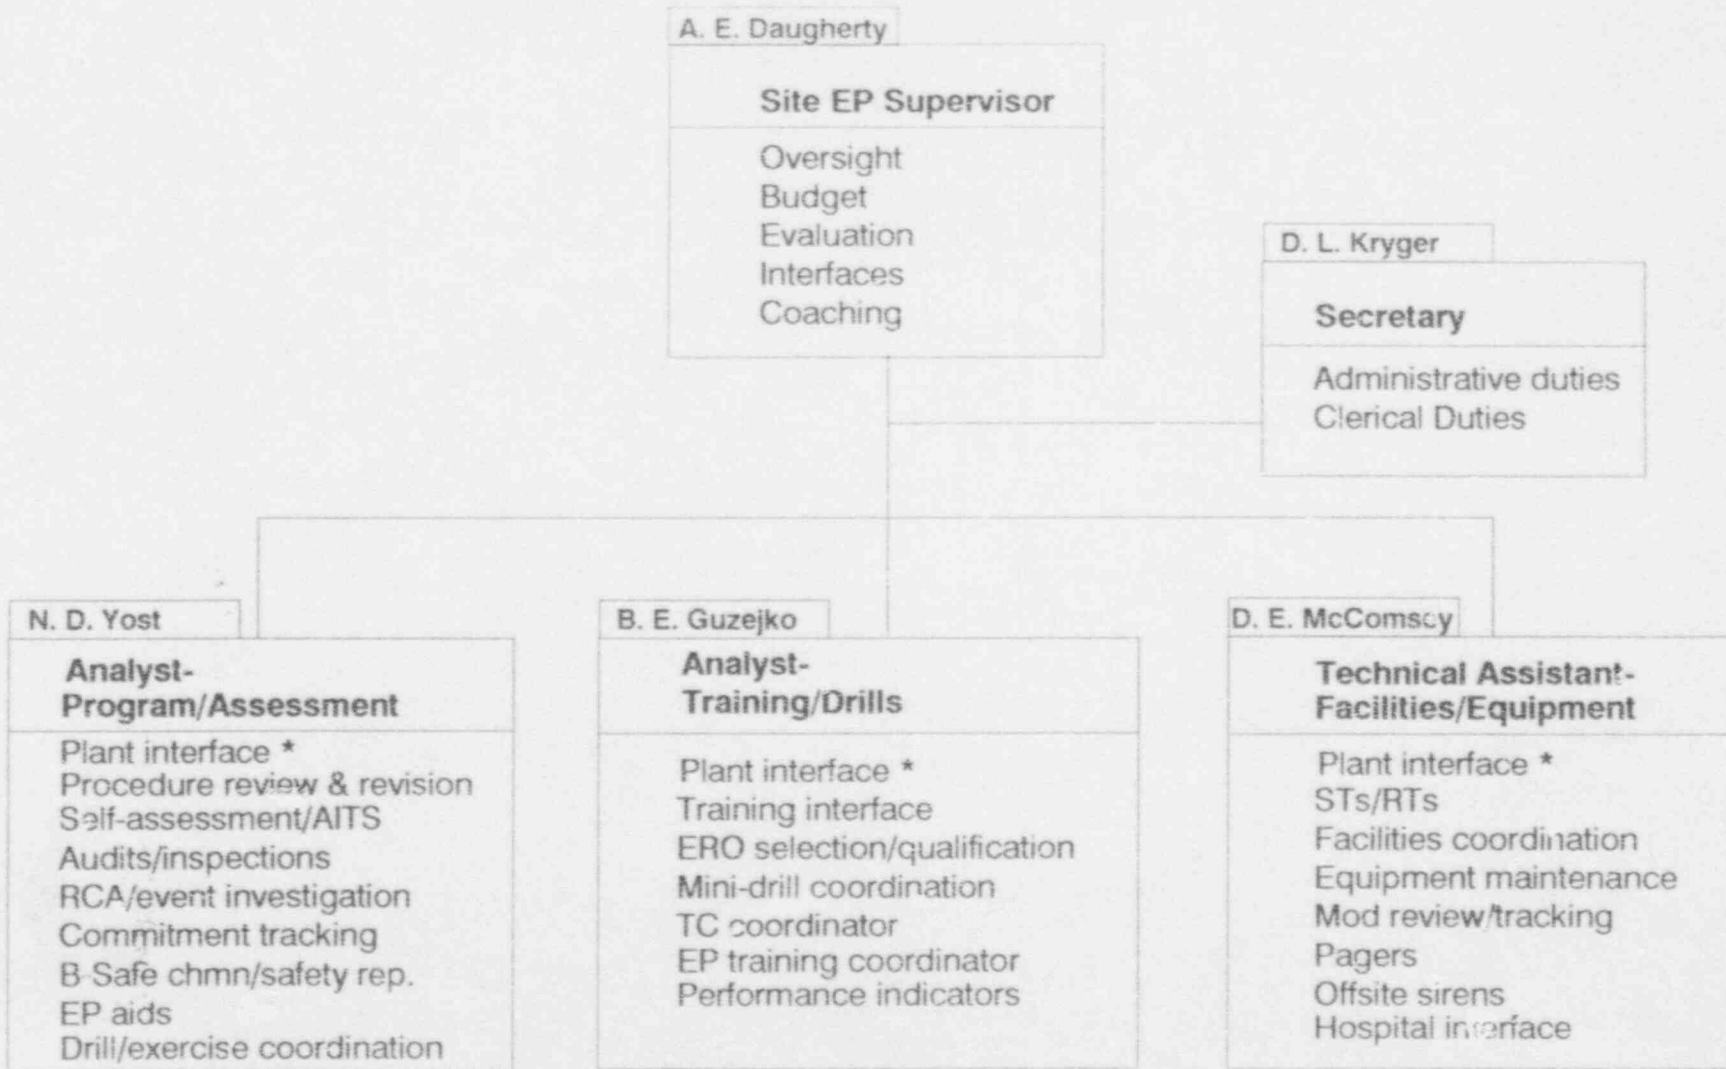 A. E. Daugherty
Site EP Supervisor
Oversight
Budget
Evaluation
Interfaces
Coaching
D. L. Kryger
Secretary
Administrative duties
Clerical Duties
N. D. Yost
Analyst-
Program/Assessment
Plant interface *
Procedure review & revision
Self-assessment/AITS
Audits/inspections
RCA/event investigation
Commitment tracking
B-Safe chmn/safety rep.
EP aids
Drill/exercise coordination
B. E. Guzejko
Analyst-
Training/Drills
Plant interface *
Training interface
ERO selection/qualification
Mini-drill coordination
TC coordinator
EP training coordinator
Performance indicators
D. E. McComsey
Technical Assistant-
Facilities/Equipment
Plant interface *
STs/RTs
Facilities coordination
Equipment maintenance
Mod review/tracking
Pagers
Offsite sirens
Hospital interface